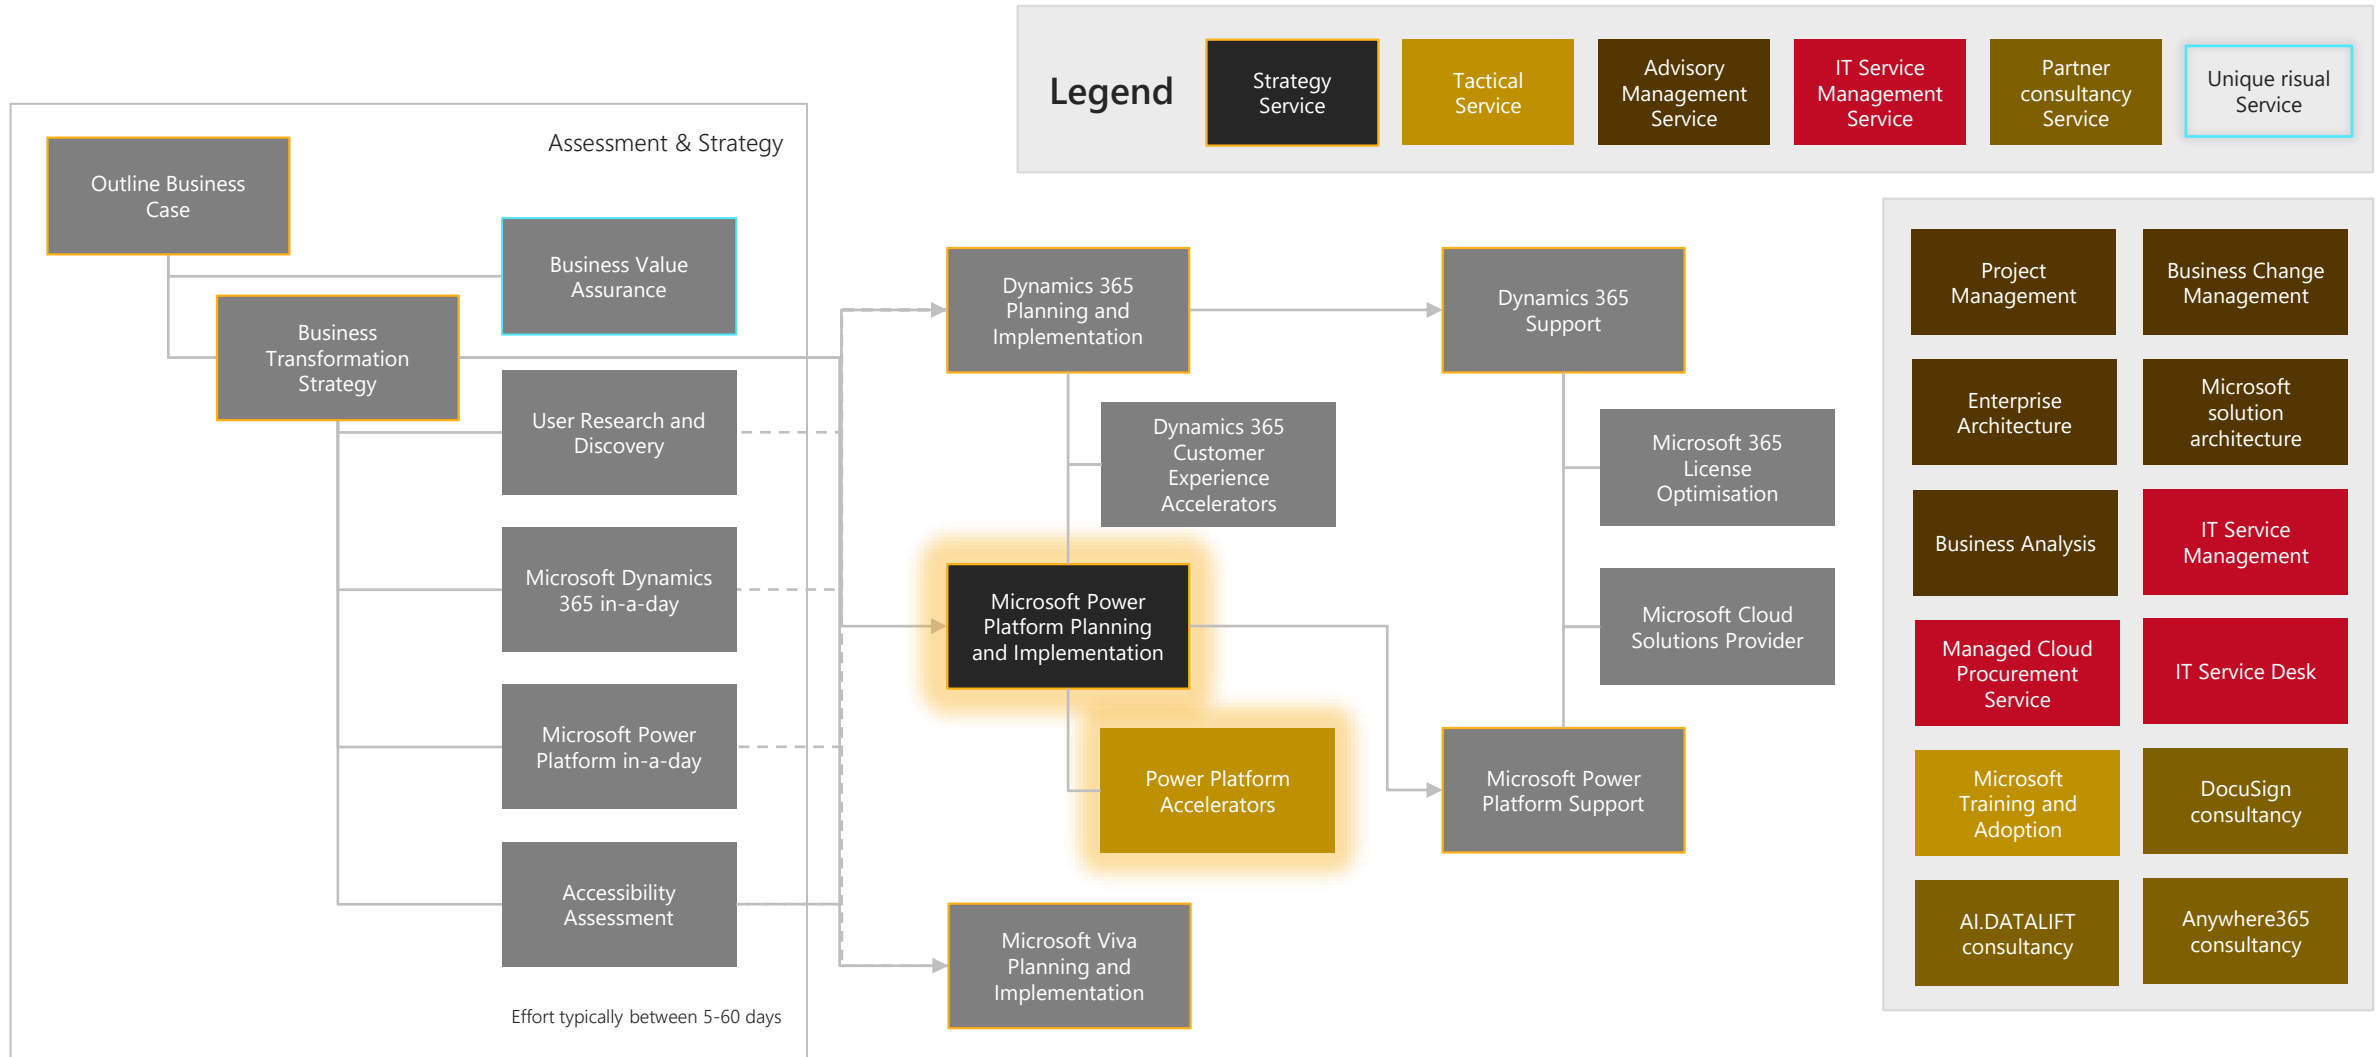 Legend
Strategy
Service
Tactical
Service
Advisory
Management
Service
IT Service
Management
Service
Partner
consultancy
Service
Unique risual
Service
Assessment & Strategy
Outline Business
Case
Business Value
Assurance
Business
Transformation
Strategy
User Research and
Discovery
Microsoft Dynamics
365 in-a-day
Microsoft Power
Platform in-a-day
Accessibility
Assessment
Effort typically between 5-60 days
Dynamics 365
Planning and
Implementation
Dynamics 365
Customer
Experience
Accelerators
Microsoft Power
Platform Planning
and Implementation
Power Platform
Accelerators
Microsoft Viva
Planning and
Implementation
Dynamics 365
Support
Microsoft 365
License
Optimisation
Microsoft Cloud
Solutions Provider
Microsoft Power
Platform Support
Project
Management
Business Change
Management
Enterprise
Architecture
Microsoft
solution
architecture
Business Analysis
IT Service
Management
Managed Cloud
Procurement
Service
IT Service Desk
Microsoft
Training and
Adoption
DocuSign
consultancy
AI.DATALIFT
consultancy
Anywhere365
consultancy